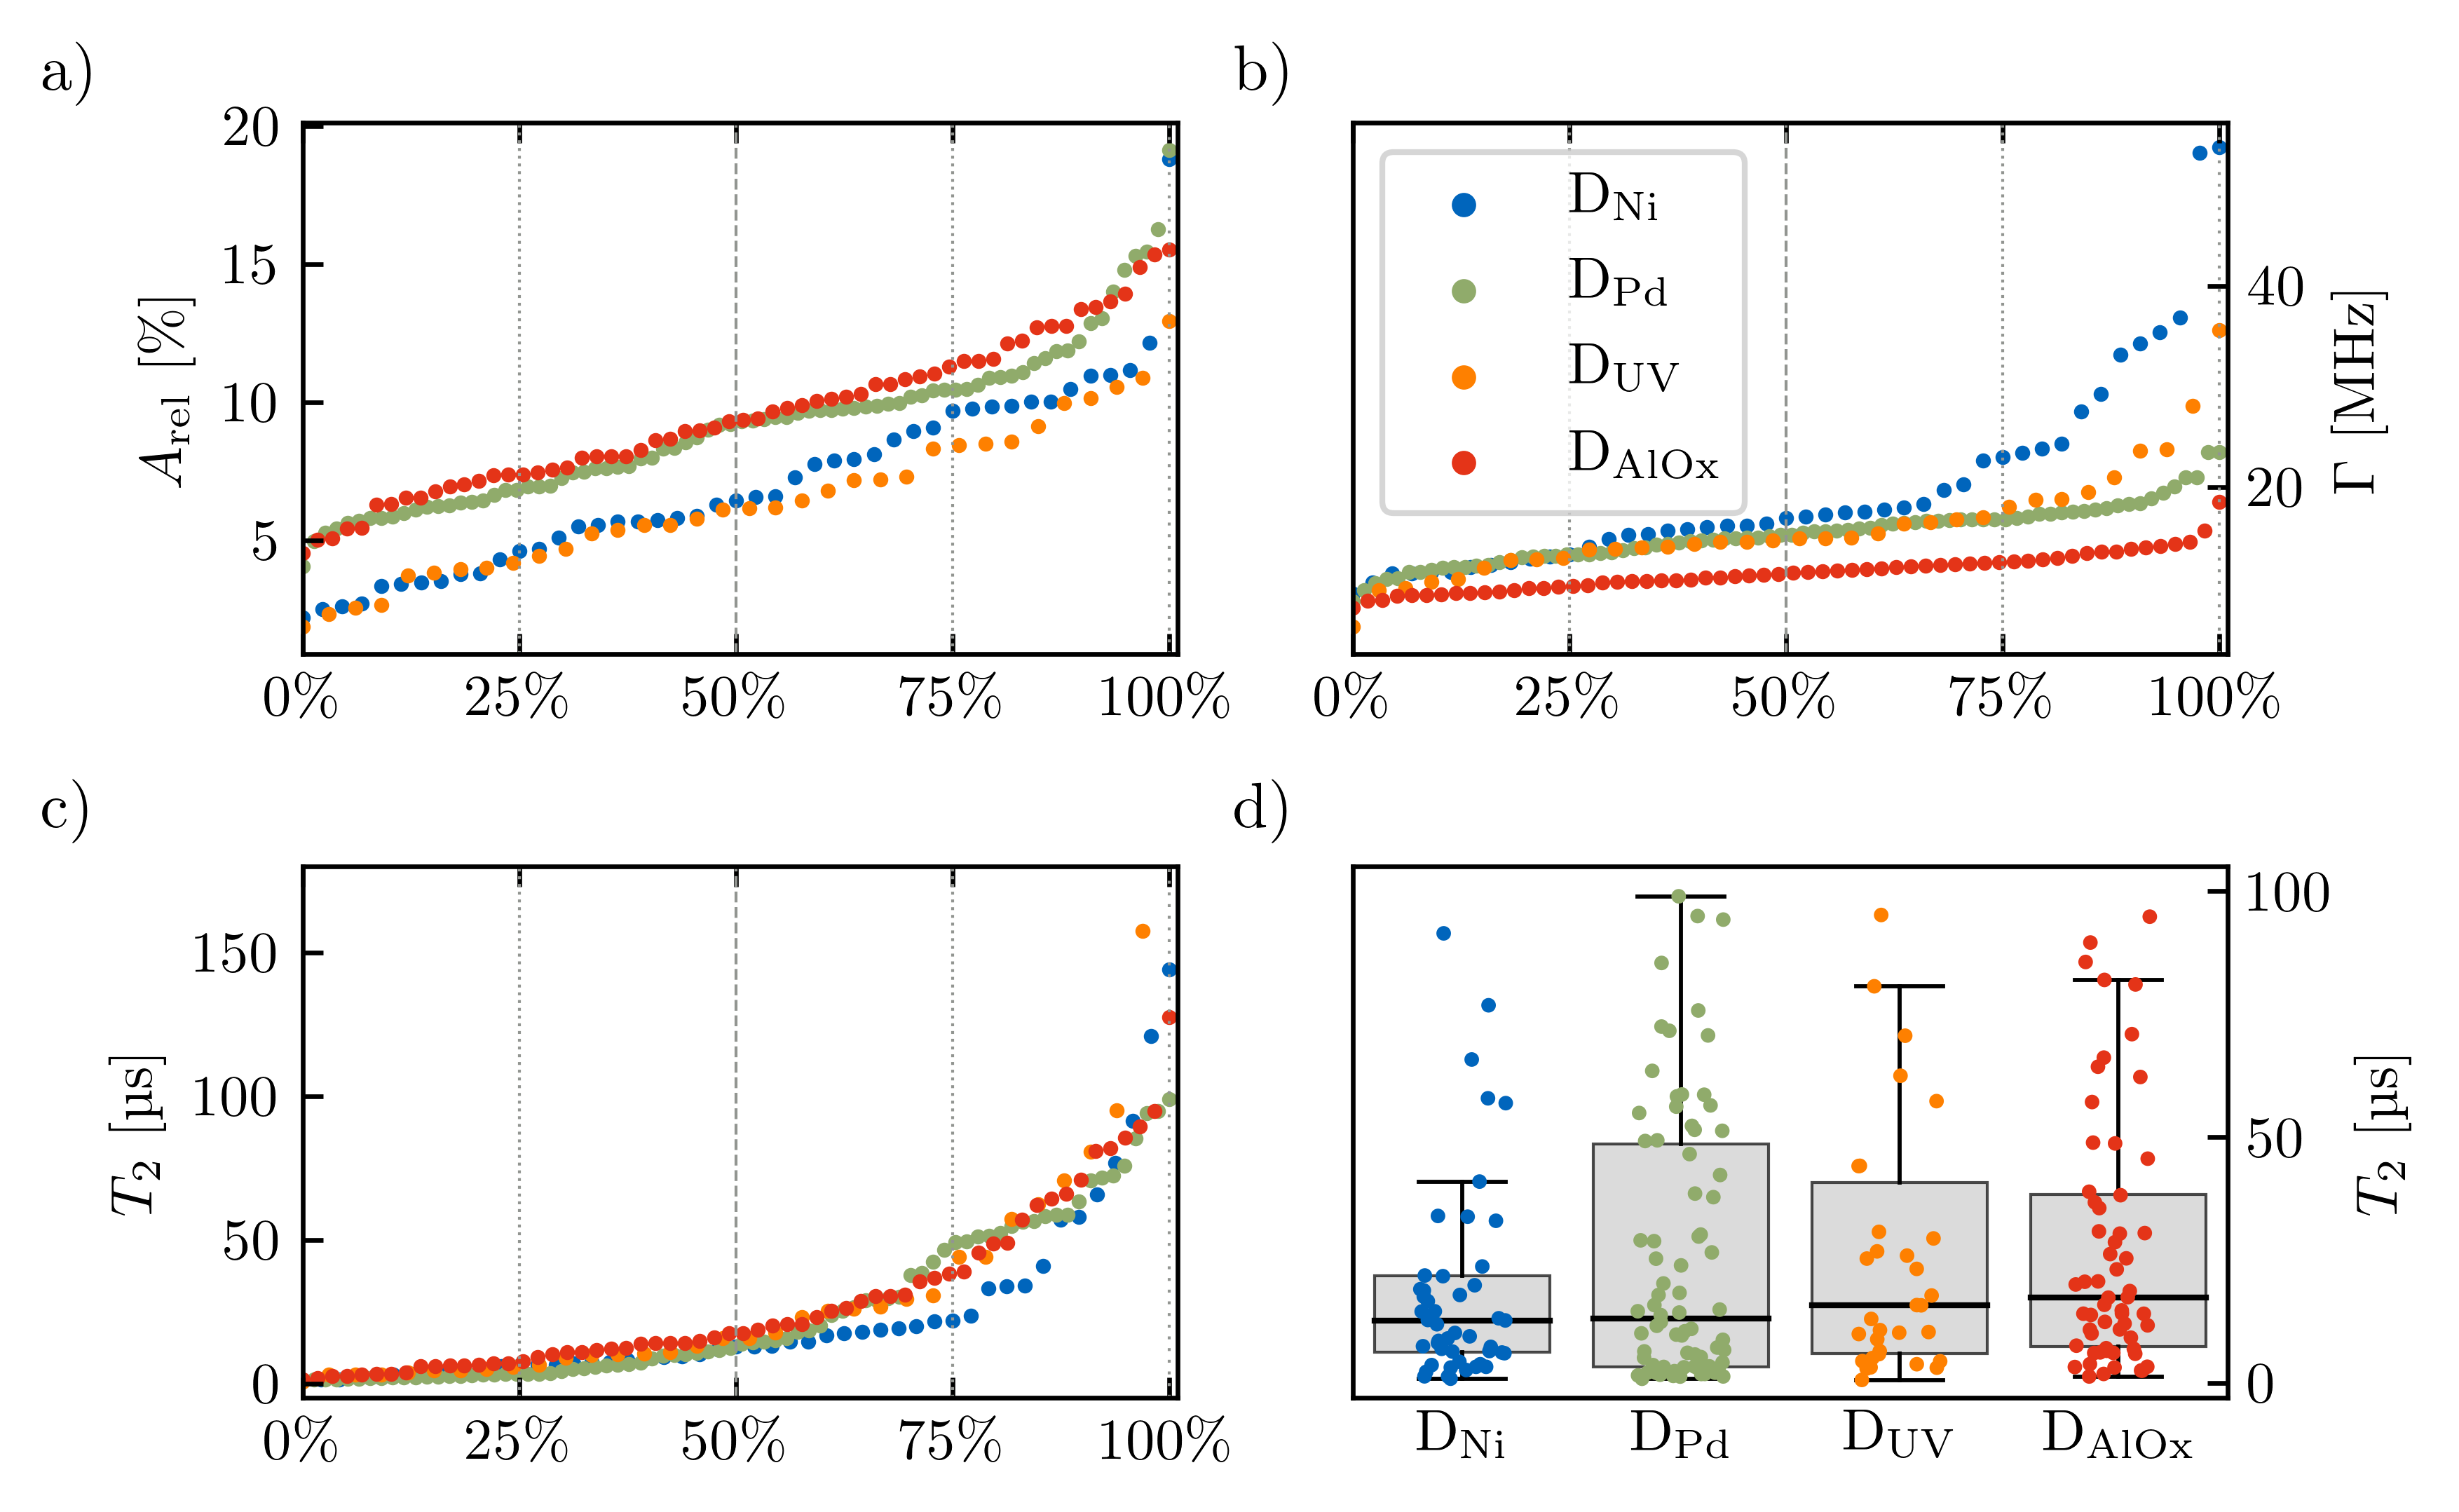 a)
20
15
10
5
A_rel [%]
0% 25% 50% 75% 100%
b)
D_Ni
D_Pd
D_UV
D_AlOx
40
20
Γ [MHz]
0% 25% 50% 75% 100%
c)
150
100
50
0
T_2 [µs]
0% 25% 50% 75% 100%
d)
100
50
0
T_2 [µs]
D_Ni D_Pd D_UV D_AlOx